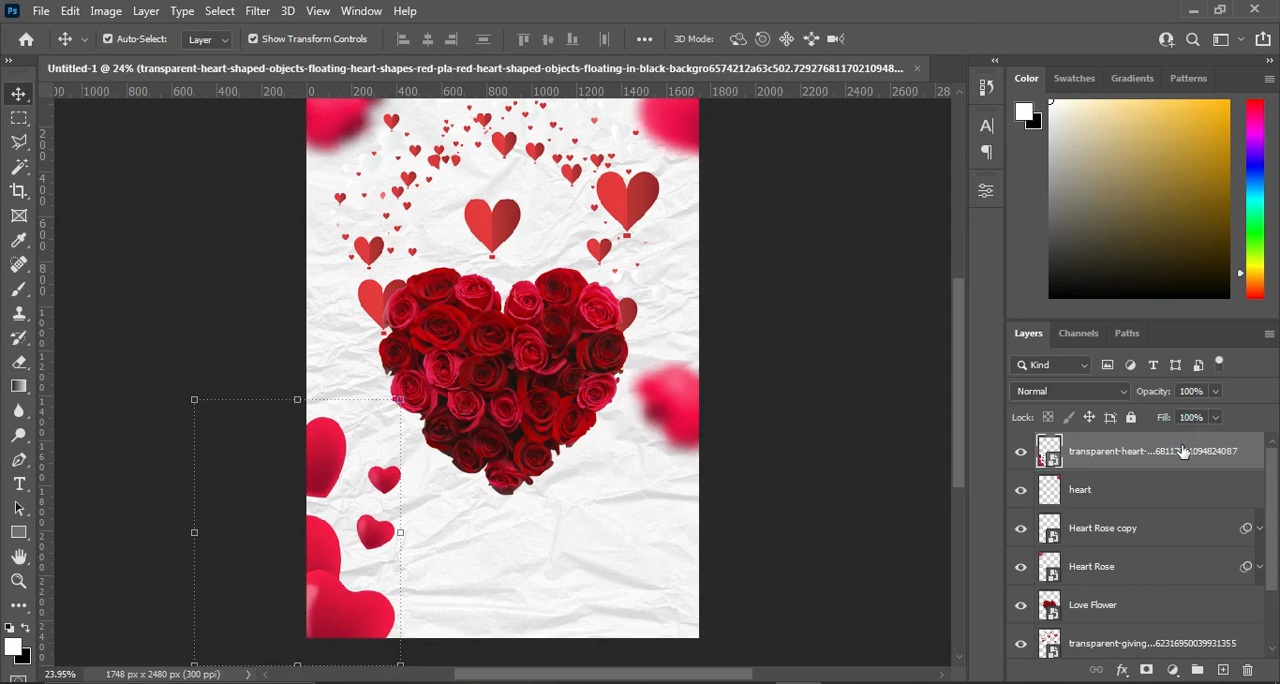 Ps File Edit Image Layer Type Select Filter 3D View Window Help
Auto-Select: Layer Show Transform Controls 3D Mode:
Untitled-1 @ 24% (transparent-heart-shaped-objects-floating-heart-shapes-red-pla-red-heart-shaped-objects-floating-in-black-backgro6574212a63c502.72927681170210948...
1000 800 600 400 200 0 200 400 600 800 1000 1200 1400 1600 1700 2000 2200 2400 2600 28
Color Swatches Gradients Patterns
Layers Channels Paths
Kind
Normal Opacity: 100%
Lock: Fill: 100%
heart
Heart Rose copy
Heart Rose
Love Flower
transparent-giving...62316950039931355
23.95% 1748 px x 2480 px (300 ppi)